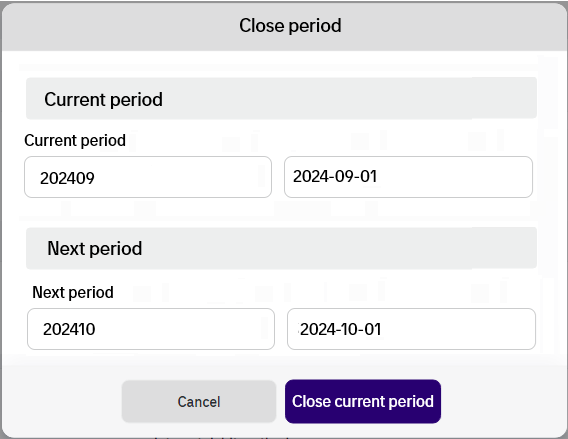 Close period
Current period
Current period
202409 2024-09-01
Next period
Next period
202410 2024-10-01
Cancel Close current period